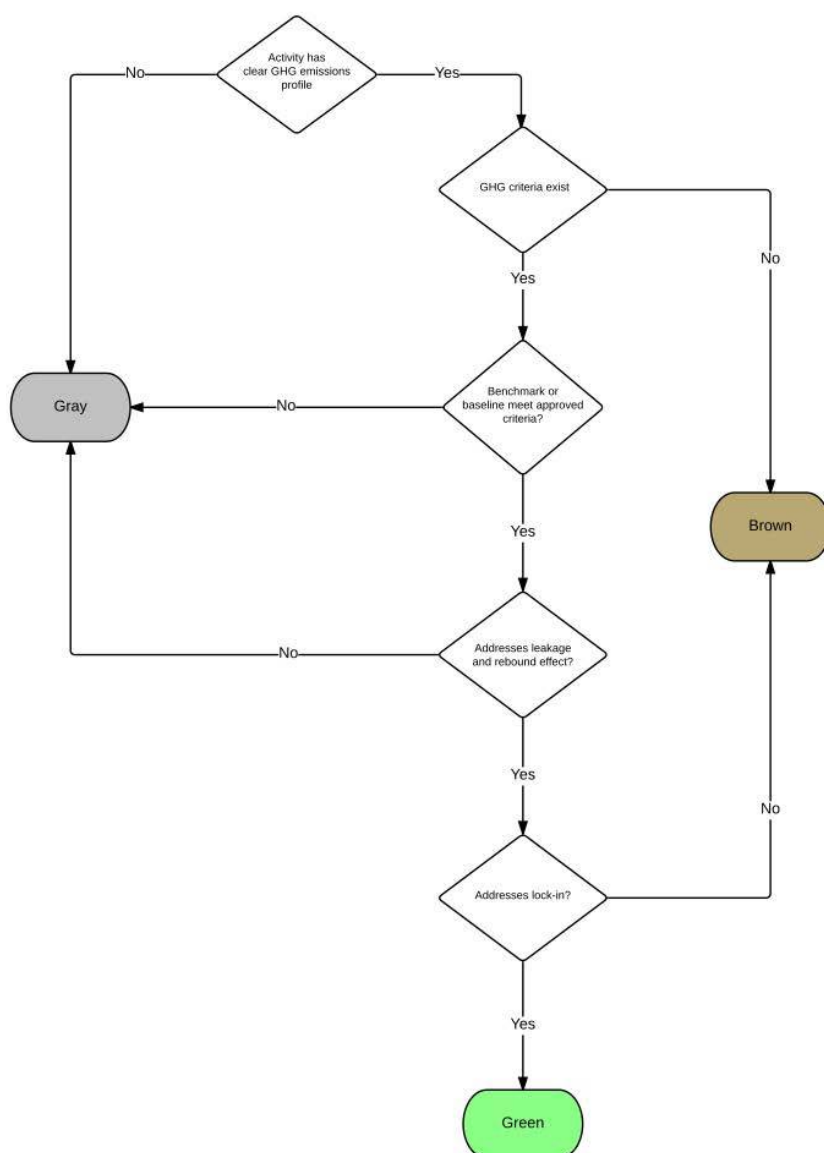 Activity has
clear GHG emissions
profile
No
Yes
GHG criteria exist
No
Yes
Benchmark or
baseline meet approved
criteria?
Gray
No
Brown
Yes
Addresses leakage
and rebound effect?
No
Yes
No
Addresses lock-in?
Yes
Green